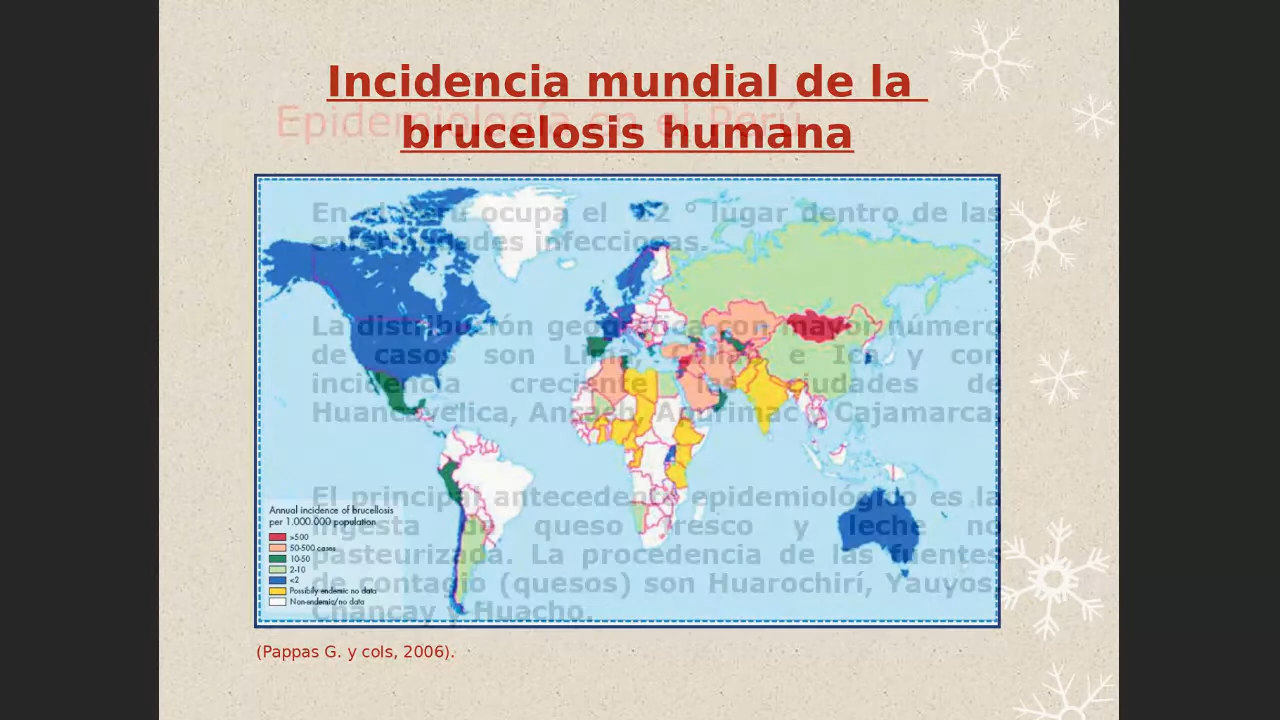 Incidencia mundial de la
brucelosis humana
Epidemiología en el Perú
En el Perú ocupa el 2 º lugar dentro de las
enfermedades infecciosas.
La distribución geográfica con mayor número
de casos son Lima, Callao e Ica y con
incidencia creciente las ciudades de
Huancavelica, Ancash, Apurimac y Cajamarca.
El principal antecedente epidemiológico es la
ingesta de queso fresco y leche no
pasteurizada. La procedencia de las fuentes
de contagio (quesos) son Huarochirí, Yauyos,
Chancay y Huacho.
Annual incidence of brucellosis
per 1.000.000 population
>500
50-500 cases
10-50
2-10
<2
Possibily endemic no data
Non-endemic/no data
(Pappas G. y cols, 2006).